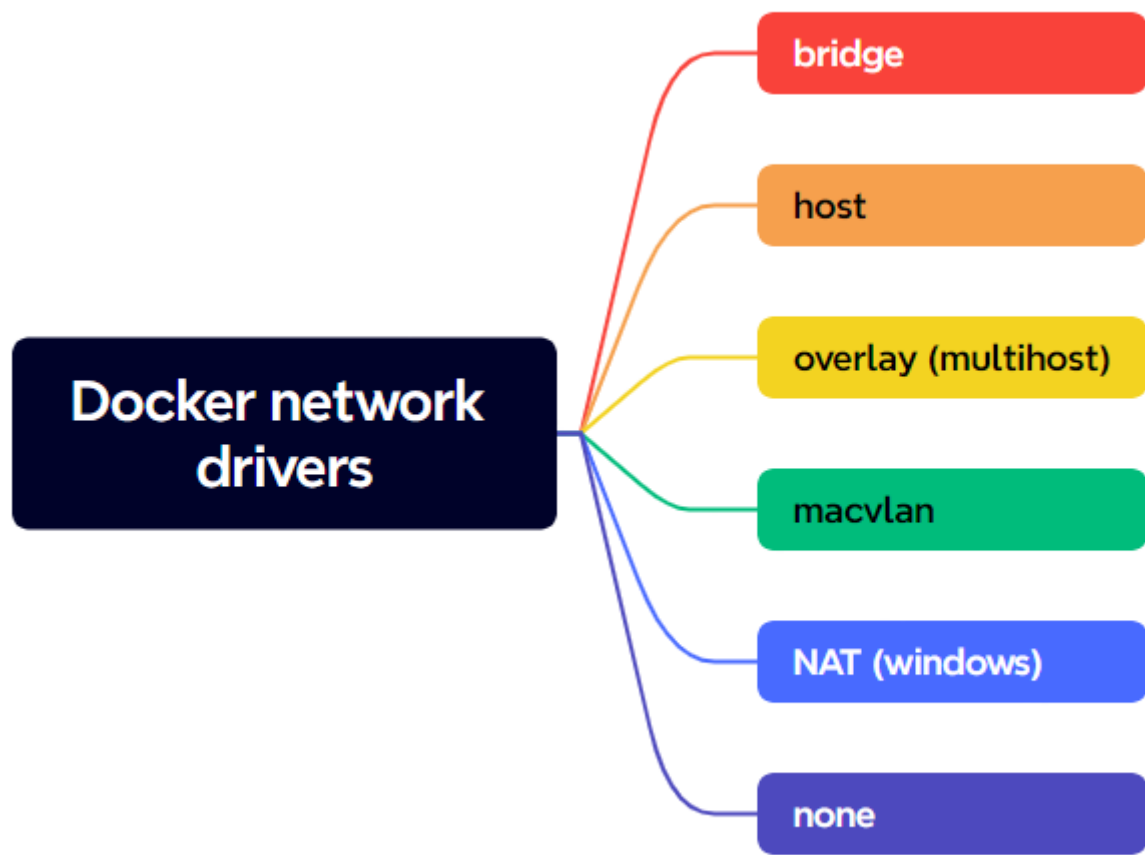 Docker network
drivers
bridge
host
overlay (multihost)
macvlan
NAT (windows)
none